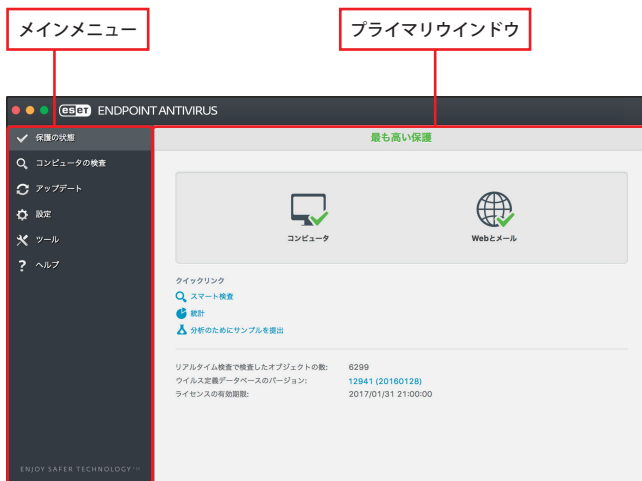 メインメニュー
プライマリウインドウ
eset ENDPOINT ANTIVIRUS
保護の状態
コンピュータの検査
アップデート
設定
ツール
? ヘルプ
ENJOY SAFER TECHNOLOGY™
最も高い保護
コンピュータ
Webとメール
クイックリンク
スマート検査
統計
分析のためにサンプルを提出
リアルタイム検査で検査したオブジェクトの数: 6299
ウイルス定義データベースのバージョン: 12941 (20160128)
ライセンスの有効期限: 2017/01/31 21:00:00